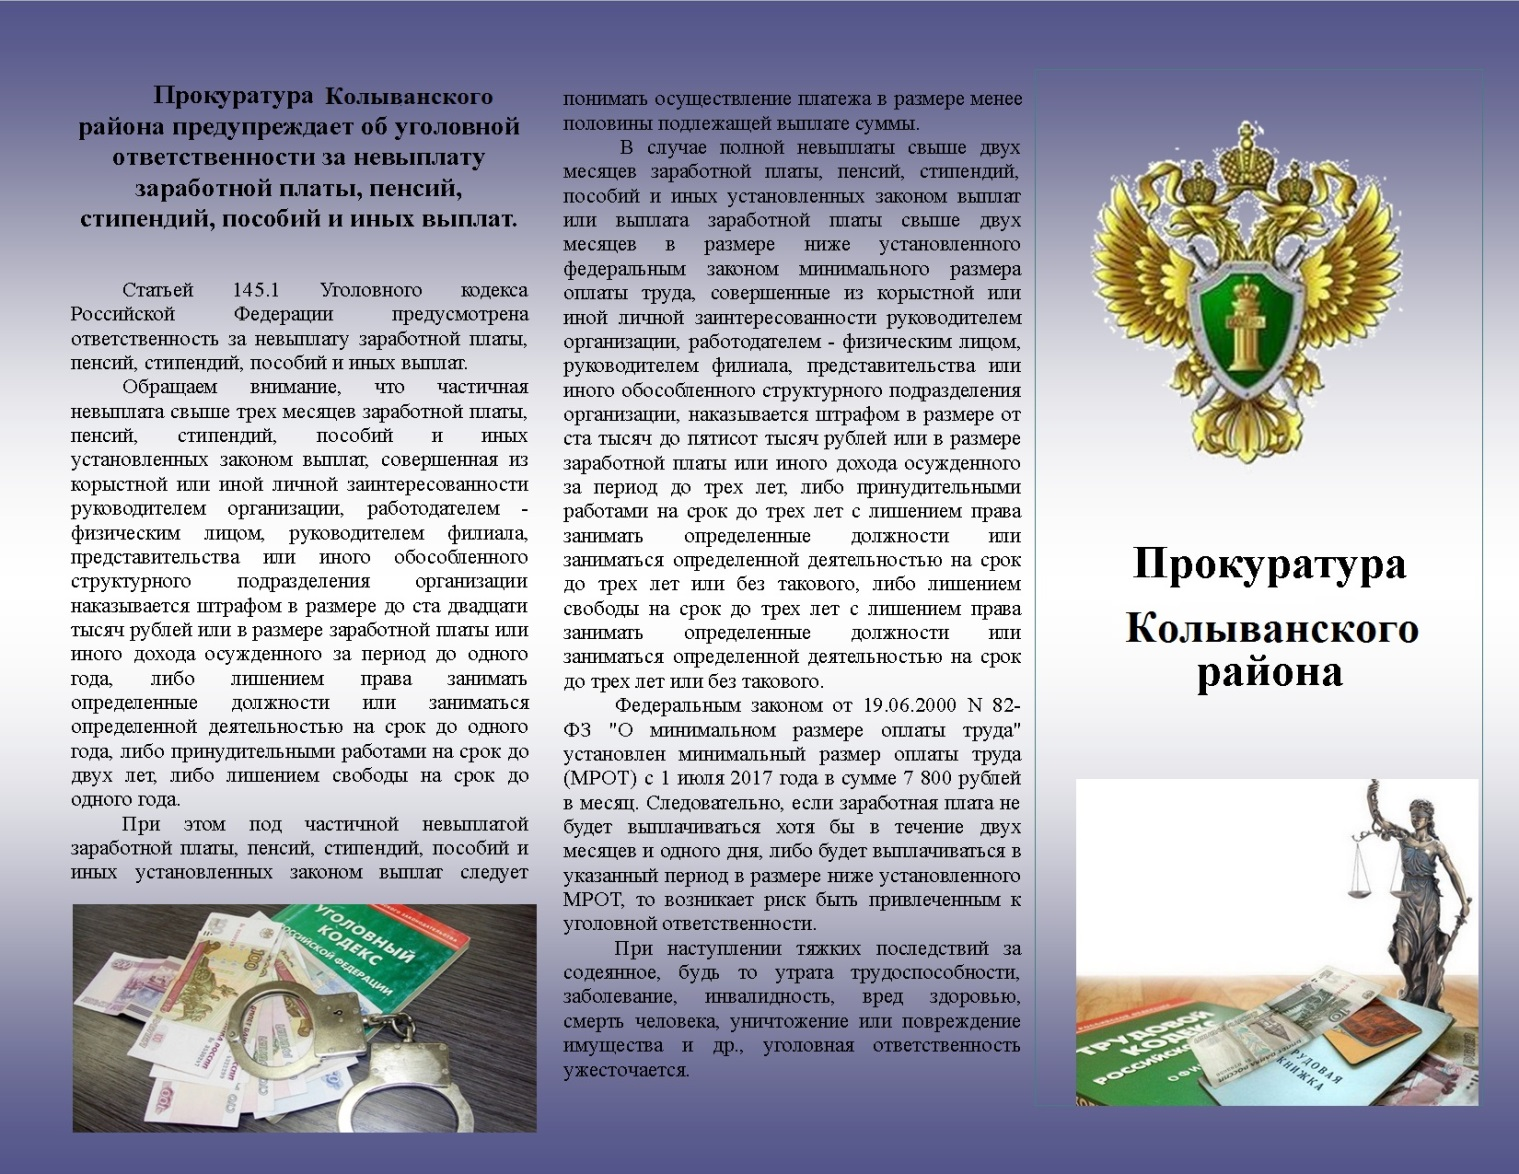 Прокуратура Колыванского
района предупреждает об уголовной
ответственности за невыплату
заработной платы, пенсий,
стипендий, пособий и иных выплат.
Статьей 145.1 Уголовного кодекса
Российской Федерации предусмотрена
ответственность за невыплату заработной платы,
пенсий, стипендий, пособий и иных выплат.
Обращаем внимание, что частичная
невыплата свыше трех месяцев заработной платы,
пенсий, стипендий, пособий и иных
установленных законом выплат, совершенная из
корыстной или иной личной заинтересованности
руководителем организации, работодателем -
физическим лицом, руководителем филиала,
представительства или иного обособленного
структурного подразделения организации
наказывается штрафом в размере до ста двадцати
тысяч рублей или в размере заработной платы или
иного дохода осужденного за период до одного
года, либо лишением права занимать
определенные должности или заниматься
определенной деятельностью на срок до одного
года, либо принудительными работами на срок до
двух лет, либо лишением свободы на срок до
одного года.
При этом под частичной невыплатой
заработной платы, пенсий, стипендий, пособий и
иных установленных законом выплат следует
УГОЛОВНЫЙ
КОДЕКС
РОССИЙСКОЙ ФЕДЕРАЦИИ
100
понимать осуществление платежа в размере менее
половины подлежащей выплате суммы.
В случае полной невыплаты свыше двух
месяцев заработной платы, пенсий, стипендий,
пособий и иных установленных законом выплат
или выплата заработной платы свыше двух
месяцев в размере ниже установленного
федеральным законом минимального размера
оплаты труда, совершенные из корыстной или
иной личной заинтересованности руководителем
организации, работодателем - физическим лицом,
руководителем филиала, представительства или
иного обособленного структурного подразделения
организации, наказывается штрафом в размере от
ста тысяч до пятисот тысяч рублей или в размере
заработной платы или иного дохода осужденного
за период до трех лет, либо принудительными
работами на срок до трех лет с лишением права
занимать определенные должности или
заниматься определенной деятельностью на срок
до трех лет или без такового, либо лишением
свободы на срок до трех лет с лишением права
занимать определенные должности или
заниматься определенной деятельностью на срок
до трех лет или без такового.
Федеральным законом от 19.06.2000 N 82-
ФЗ "О минимальном размере оплаты труда"
установлен минимальный размер оплаты труда
(МРОТ) с 1 июля 2017 года в сумме 7 800 рублей
в месяц. Следовательно, если заработная плата не
будет выплачиваться хотя бы в течение двух
месяцев и одного дня, либо будет выплачиваться в
указанный период в размере ниже установленного
МРОТ, то возникает риск быть привлеченным к
уголовной ответственности.
При наступлении тяжких последствий за
содеянное, будь то утрата трудоспособности,
заболевание, инвалидность, вред здоровью,
смерть человека, уничтожение или повреждение
имущества и др., уголовная ответственность
ужесточается.
Прокуратура
Колыванского
района
ТРУДОВОЙ
КОДЕКС
РОССИЙСКО
ТРУДОВАЯ
КНИЖКА